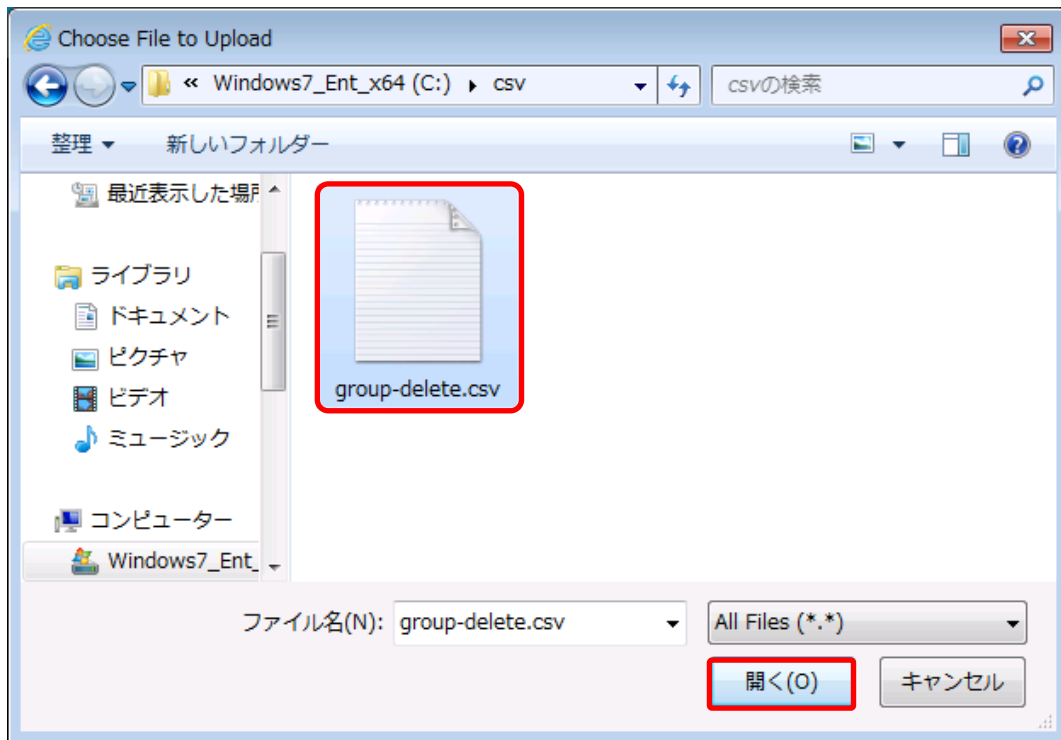 Choose File to Upload
« Windows7_Ent_x64 (C:) csv
csvの検索
整理
新しいフォルダー
最近表示した場所
ライブラリ
ドキュメント
ピクチャ
ビデオ
ミュージック
コンピューター
Windows7_Ent_
group-delete.csv
ファイル名(N): group-delete.csv
All Files (*.*)
開く(O)
キャンセル